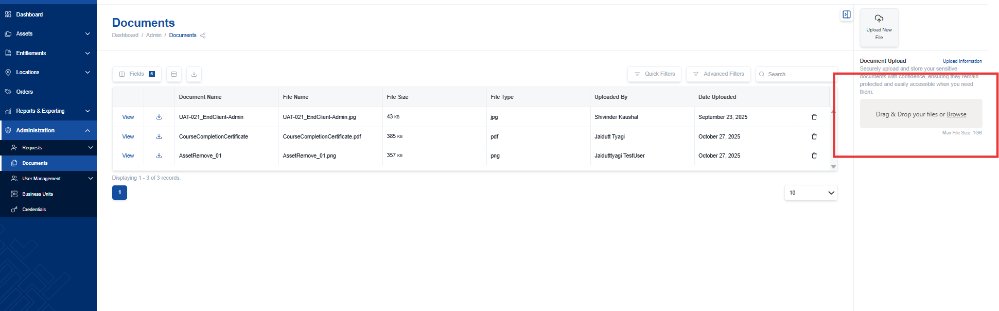 Dashboard
Assets
Entitlements
Locations
Orders
Reports & Exporting
Administration
Requests
Documents
User Management
Business Units
Credentials
Documents
Dashboard / Admin / Documents
Fields 6
Quick Filters
Advanced Filters
Search
Document Name File Name File Size File Type Uploaded By Date Uploaded
View UAT-021_EndClient-Admin UAT-021_EndClient-Admin.jpg 43 KB jpg Shivinder Kaushal September 23, 2025
View CourseCompletionCertificate CourseCompletionCertificate.pdf 385 KB pdf Jaidutt Tyagi October 27, 2025
View AssetRemove_01 AssetRemove_01.png 357 KB png Jaidutttyagi TestUser October 27, 2025
Displaying 1 - 3 of 3 records.
1
10
Upload New
File
Document Upload Upload Information
Securely upload and store your sensitive
documents with confidence, ensuring they remain
protected and easily accessible when you need
them.
Drag & Drop your files or Browse
Max File Size: 1GB